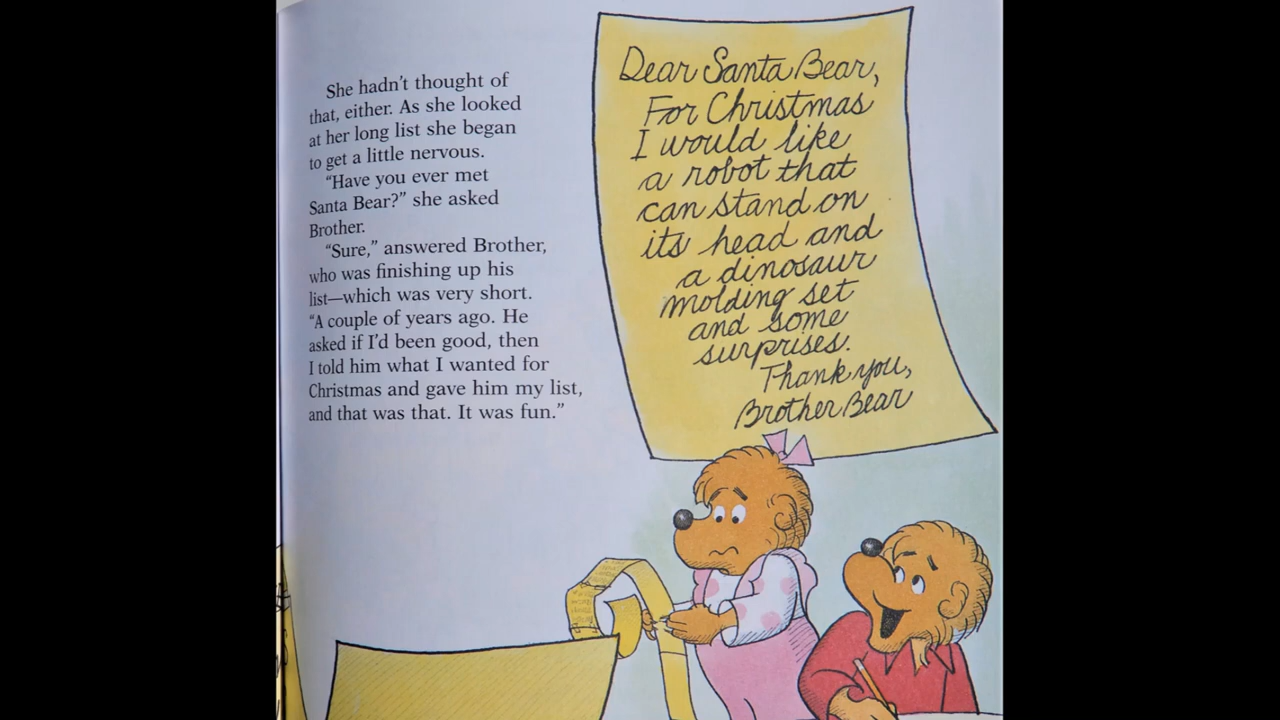 She hadn't thought of
that, either. As she looked
at her long list she began
to get a little nervous.
“Have you ever met
Santa Bear?” she asked
Brother.
“Sure,” answered Brother,
who was finishing up his
list—which was very short.
“A couple of years ago. He
asked if I'd been good, then
I told him what I wanted for
Christmas and gave him my list,
and that was that. It was fun.”
Dear Santa Bear,
For Christmas
I would like
a robot that
can stand on
its head and
a dinosaur
molding set
and some
surprises.
Thank you,
Brother Bear